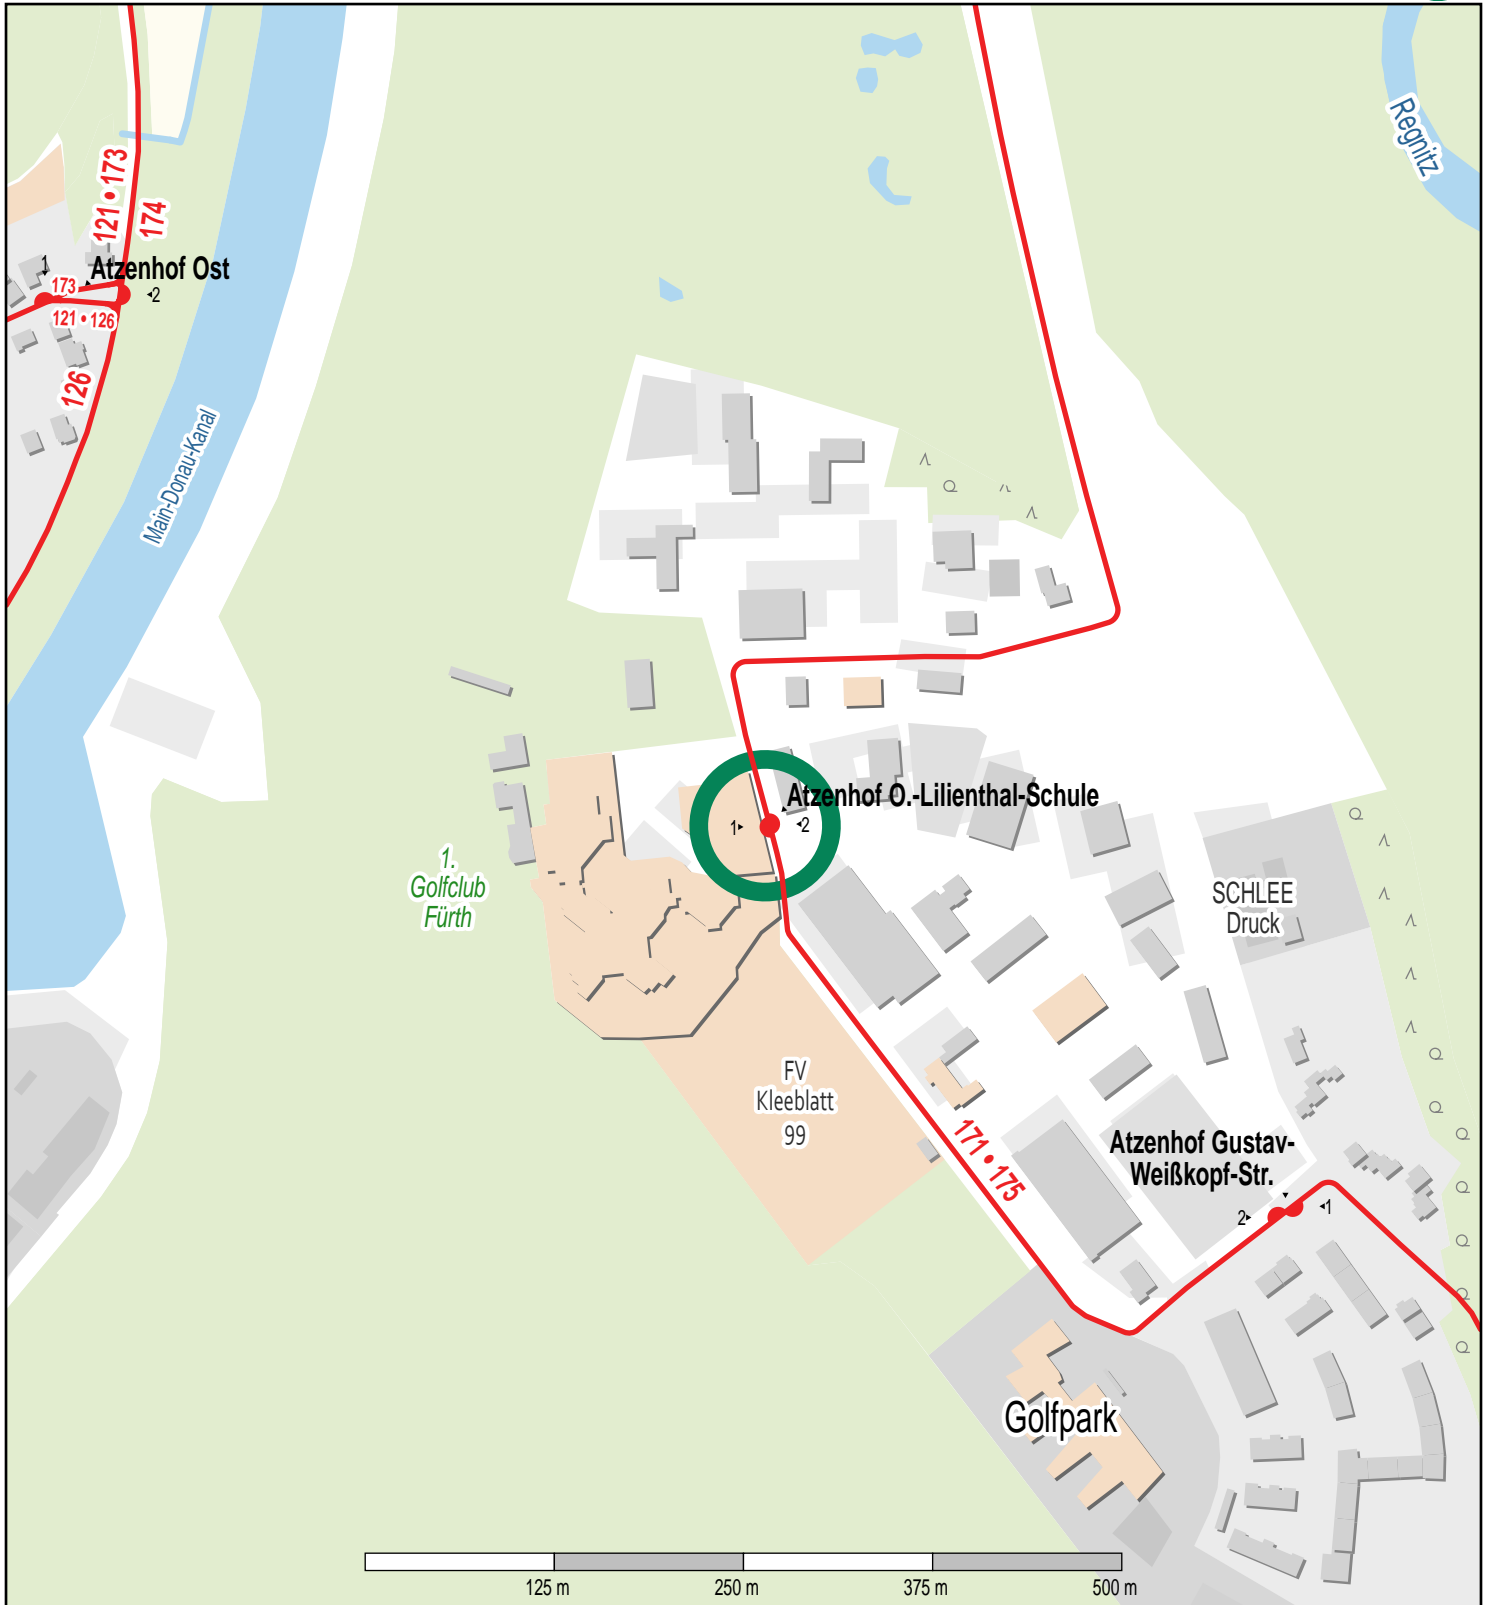 Regnitz
121 • 173
174
Atzenhof Ost
1
173
2
121 • 126
126
Main-Donau-Kanal
Atzenhof O.-Lilienthal-Schule
1
2
1.
Golfclub
Fürth
SCHLEE
Druck
FV
Kleeblatt
99
171 • 175
Atzenhof Gustav-
Weißkopf-Str.
2
1
Golfpark
125 m
250 m
375 m
500 m